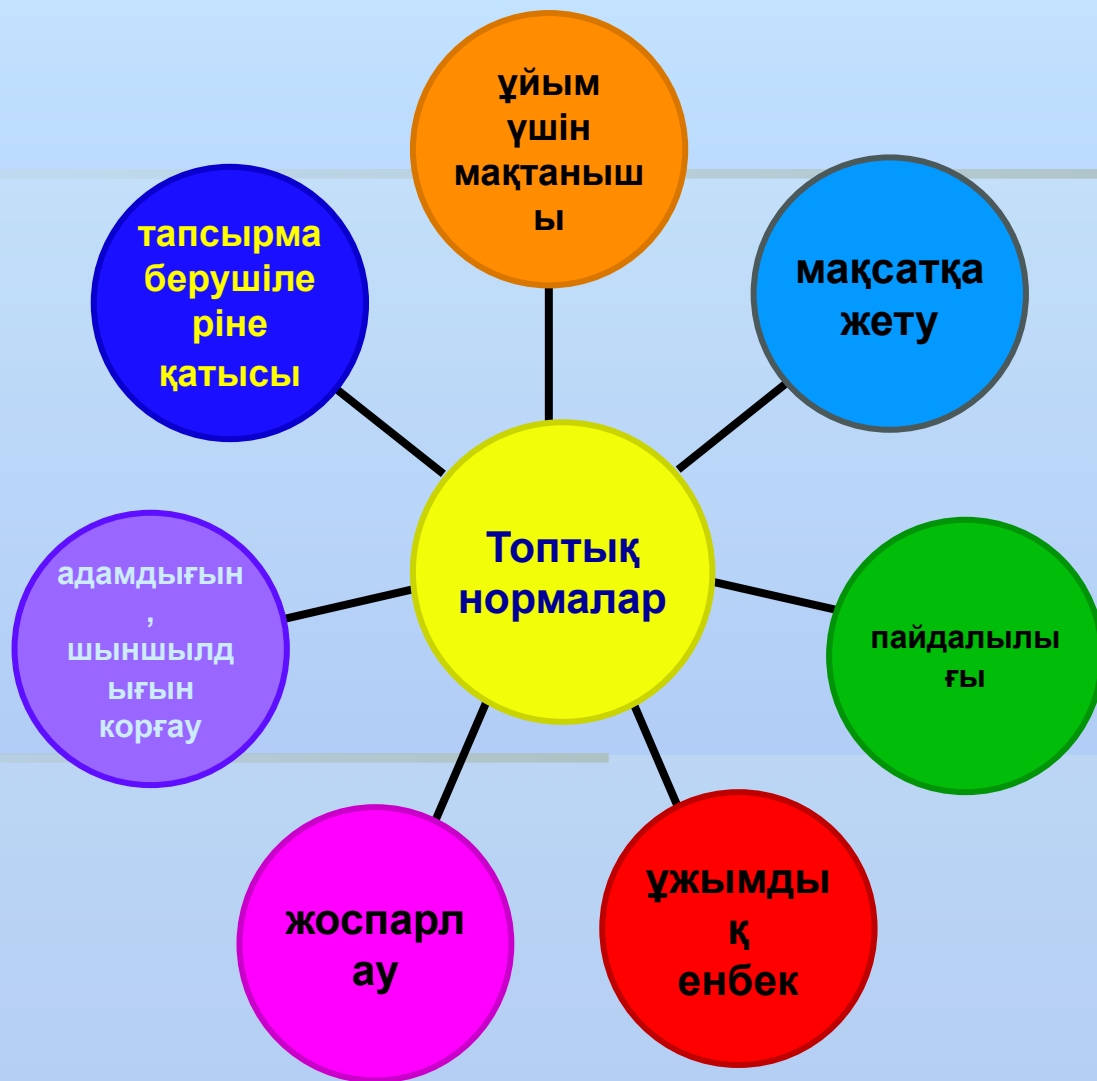 ұйым
үшін
мақтаныш
ы
мақсатқа
жету
пайдалылы
ғы
ұжымды
қ
енбек
жоспарл
ау
адамдығын
,
шыншылд
ығын
корғау
тапсырма
берушіле
ріне
қатысы
Топтық
нормалар